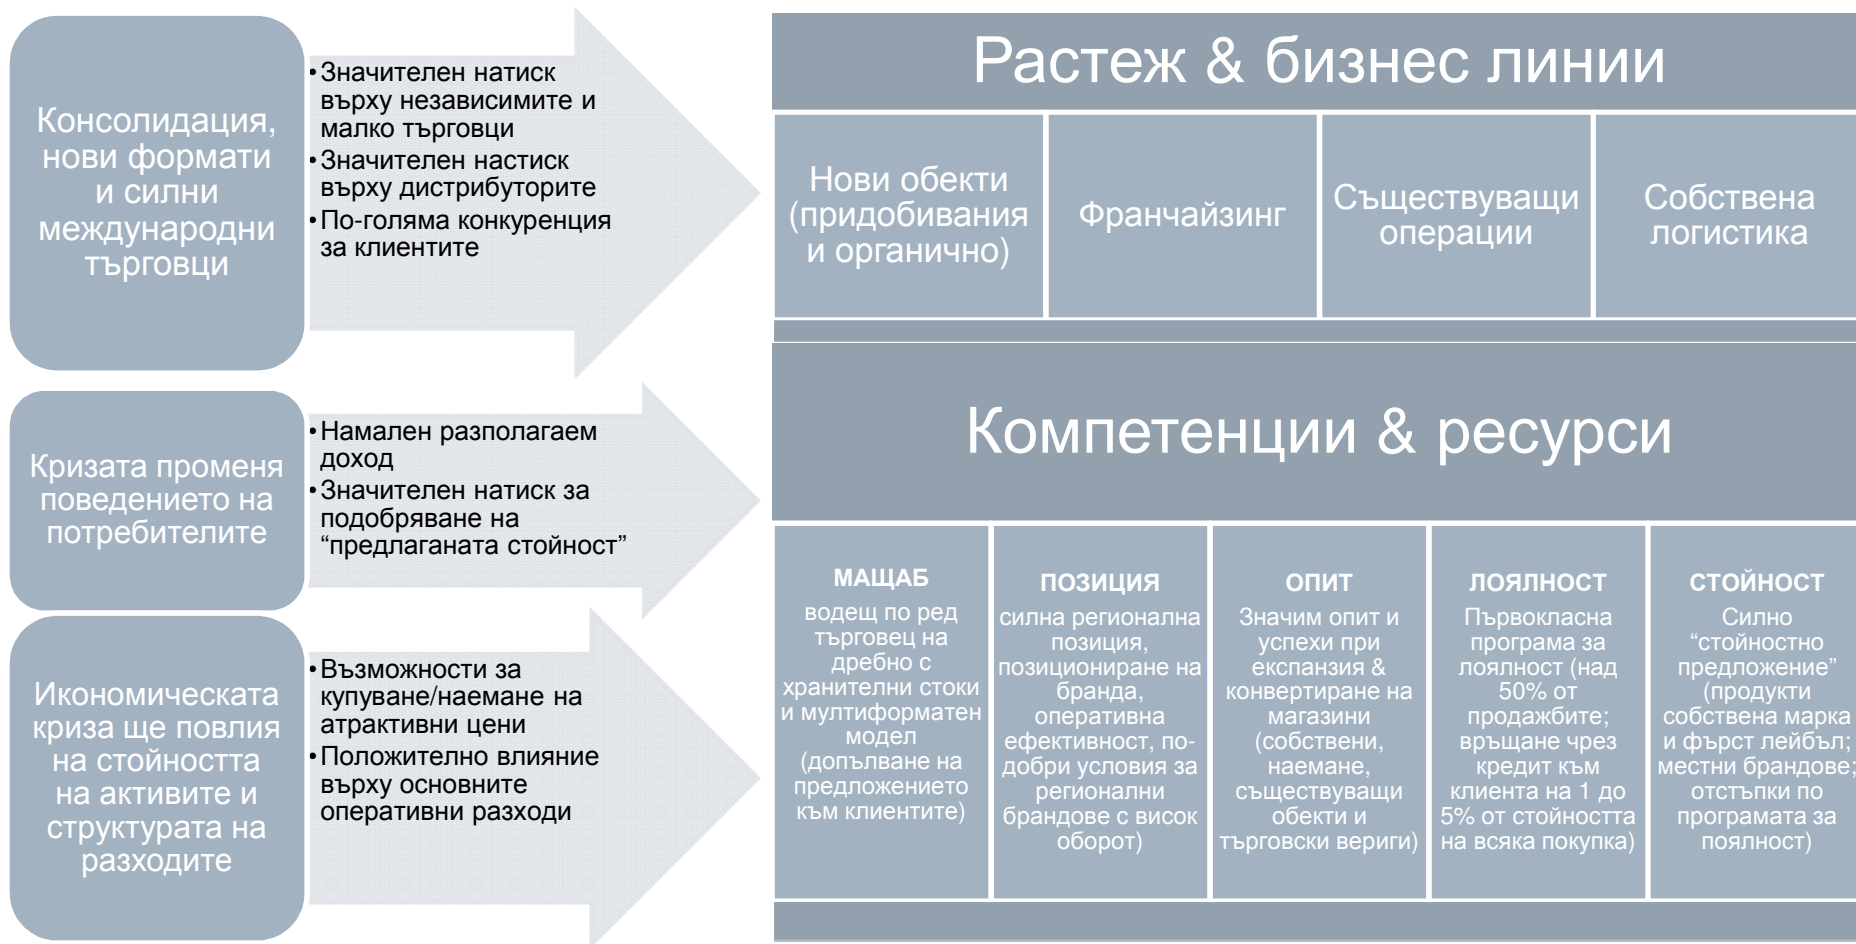 Консолидация,
нови формати
и силни
международни
търговци
•Значителен натиск
върху независимите и
малко търговци
•Значителен настиск
върху дистрибуторите
•По-голяма конкуренция
за клиентите
Кризата променя
поведението на
потребителите
•Намален разполагаем
доход
•Значителен натиск за
подобряване на
“предлаганата стойност”
Икономическата
криза ще повлия
на стойността
на активите и
структурата на
разходите
•Възможности за
купуване/наемане на
атрактивни цени
•Положително влияние
върху основните
оперативни разходи
Растеж & бизнес линии
Нови обекти
(придобивания
и органично)
Франчайзинг
Съществуващи
операции
Собствена
логистика
Компетенции & ресурси
МАЩАБ
водещ по ред
търговец на
дребно с
хранителни стоки
и мултиформатен
модел
(допълване на
предложението
към клиентите)
ПОЗИЦИЯ
силна регионална
позиция,
позициониране на
бранда,
оперативна
ефективност, по-
добри условия за
регионални
брандове с висок
оборот)
ОПИТ
Значим опит и
успехи при
експанзия &
конвертиране на
магазини
(собствени,
наемане,
съществуващи
обекти и
търговски вериги)
ЛОЯЛНОСТ
Първокласна
програма за
лоялност (над
50% от
продажбите;
връщане чрез
кредит към
клиента на 1 до
5% от стойността
на всяка покупка)
СТОЙНОСТ
Силно
“стойностно
предложение”
(продукти
собствена марка
и фърст лейбъл;
местни брандове;
отстъпки по
програмата за
поялност)